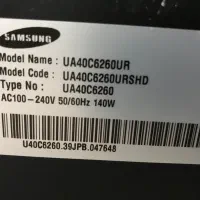 SAMSUNG
Model Name : UA40C6260UR
Model Code : UA40C6260URSHD
Type No : UA40C6260
AC100-240V 50/60Hz 140W
U40C6260.39JPB.047648